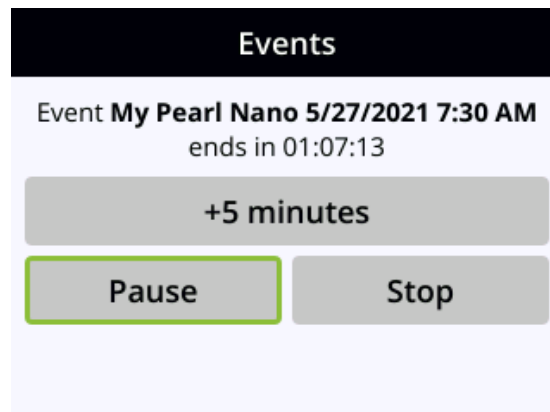 Events
Event My Pearl Nano 5/27/2021 7:30 AM
ends in 01:07:13
+5 minutes
Pause
Stop